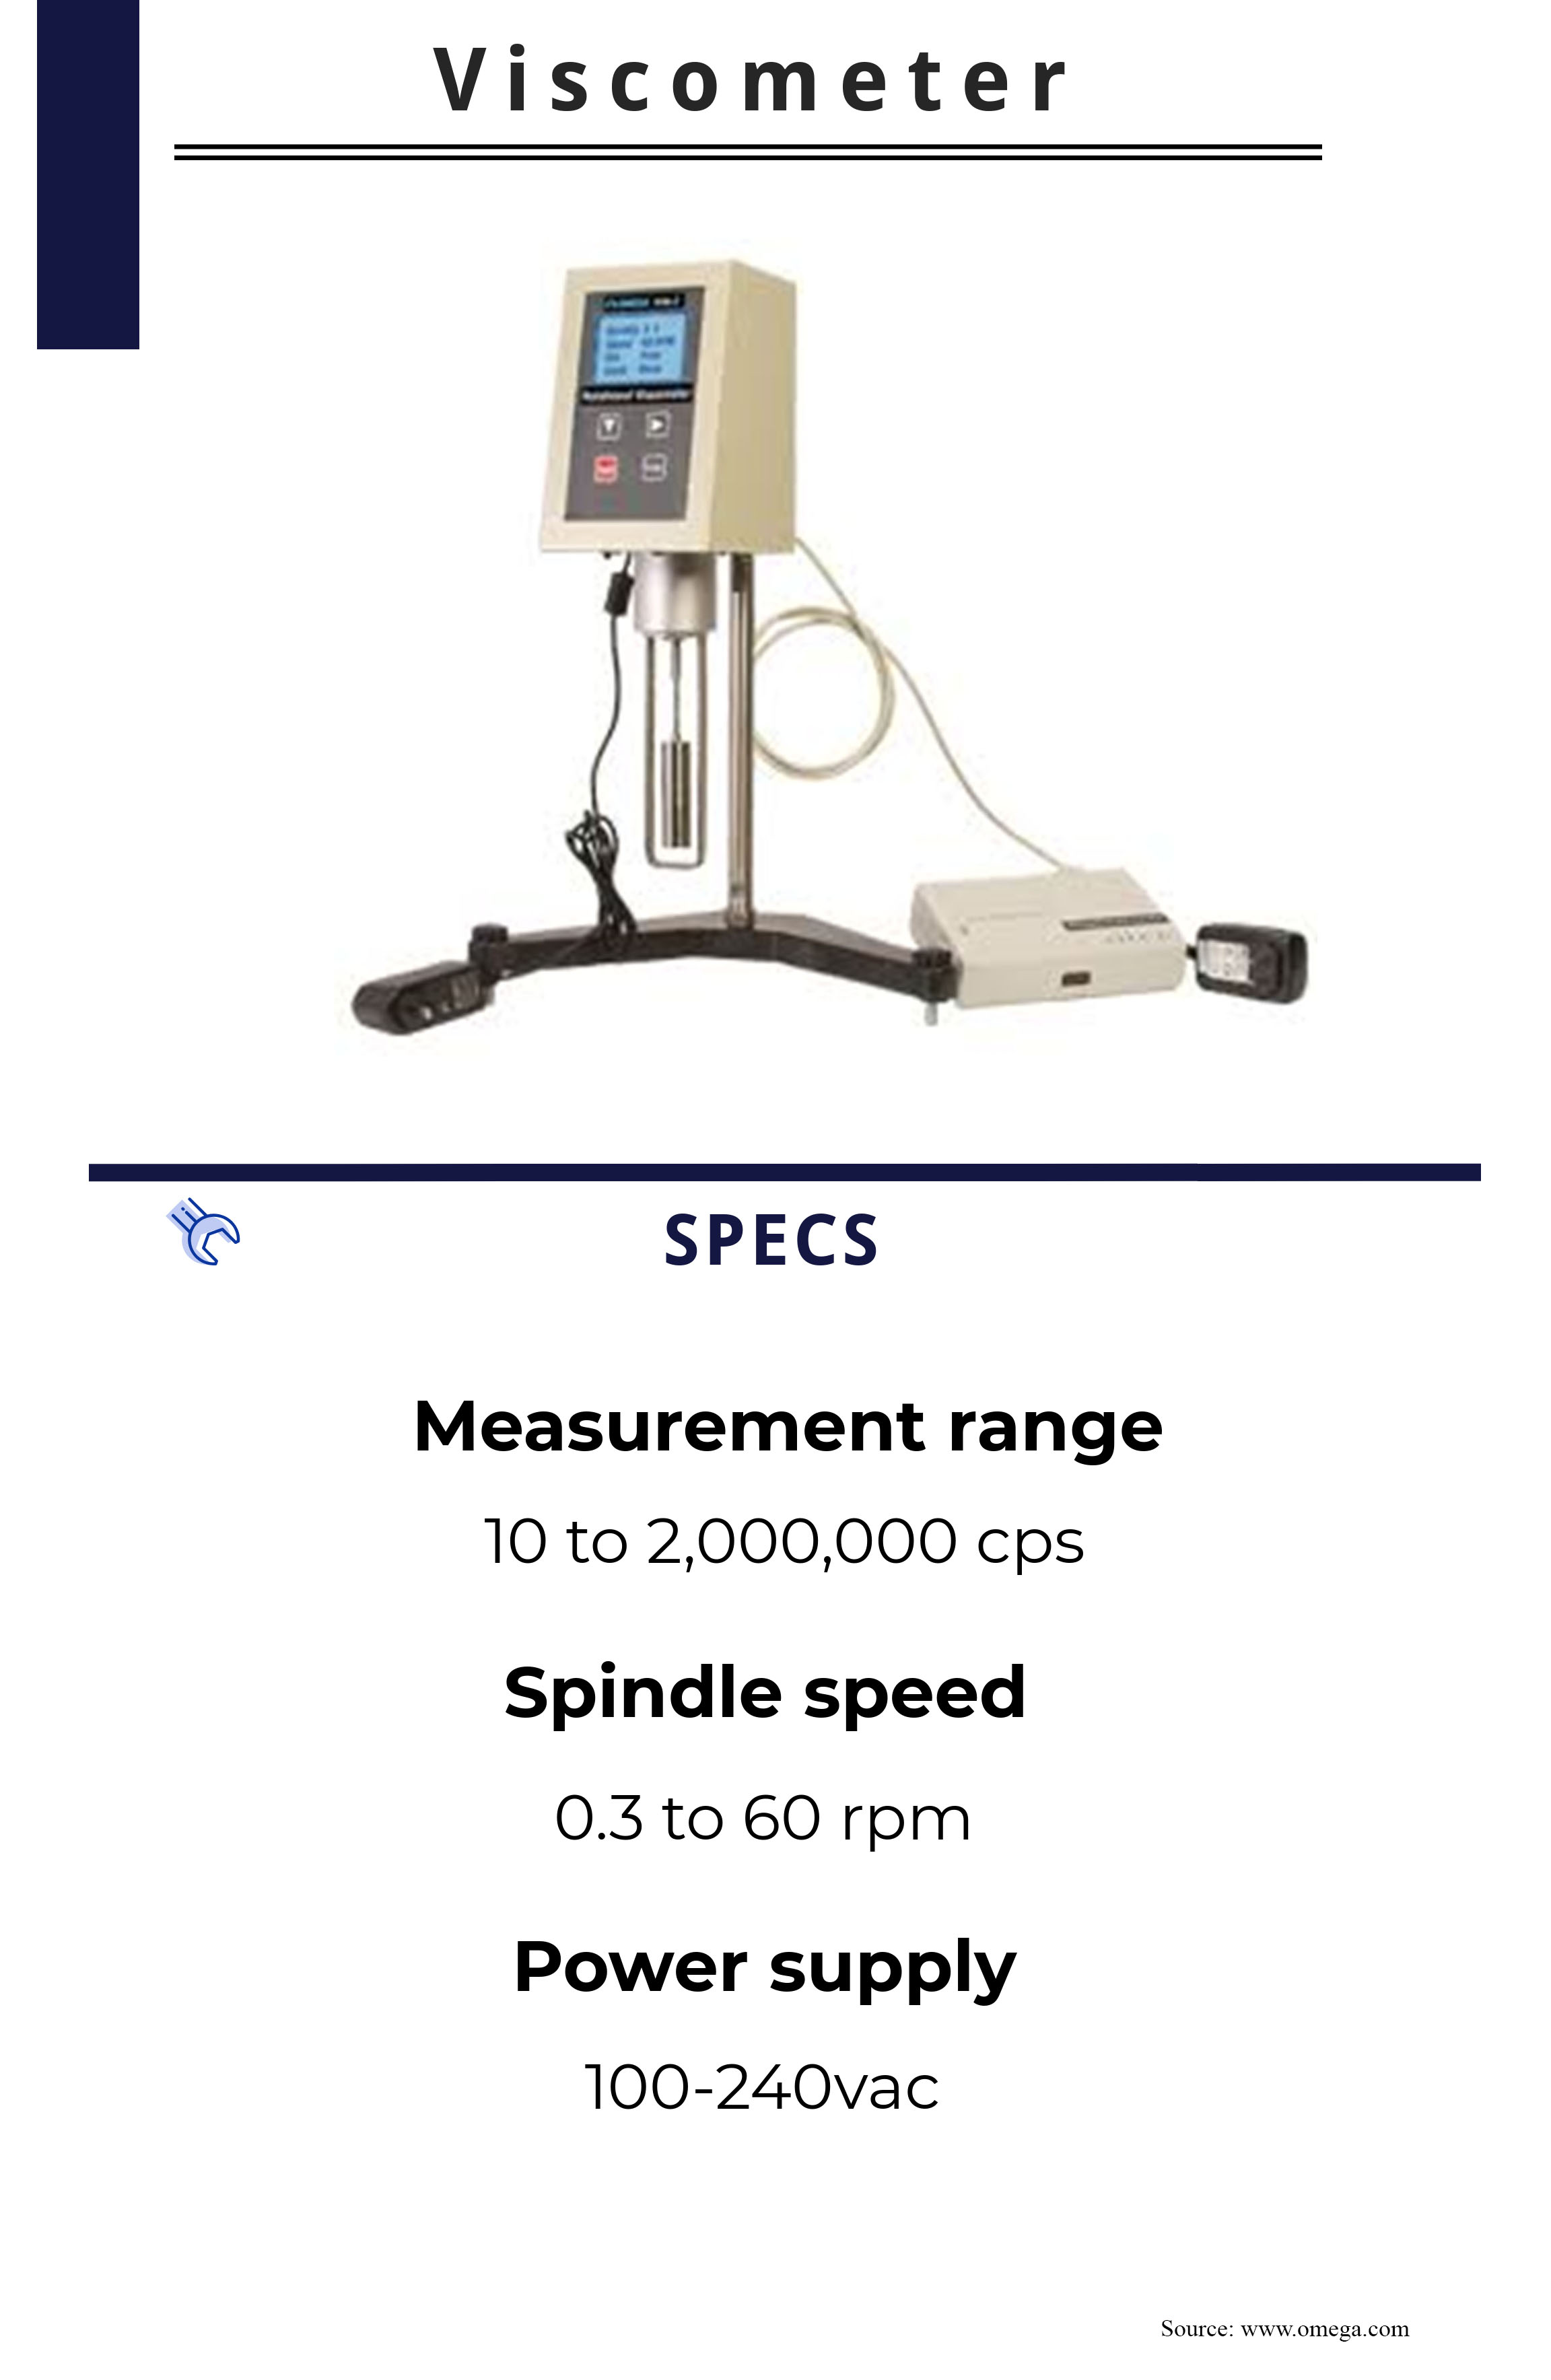 Viscometer
SPECS
Measurement range
10 to 2,000,000 cps
Spindle speed
0.3 to 60 rpm
Power supply
100-240vac
Source: www.omega.com